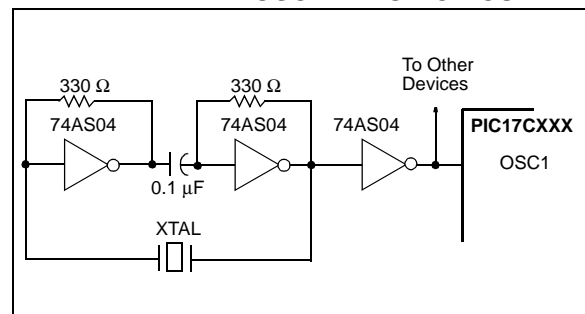 To Other
Devices
330 Ω
330 Ω
74AS04
74AS04
74AS04
PIC17CXXX
OSC1
0.1 µF
XTAL